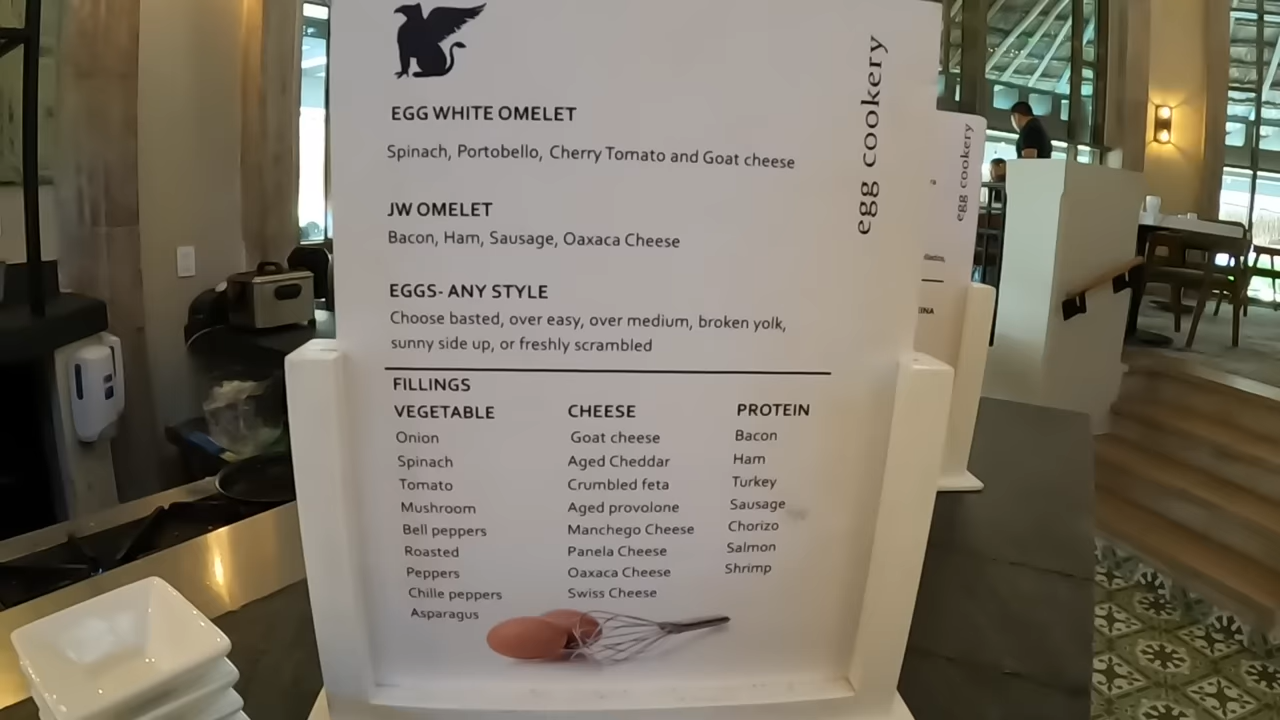 EGG WHITE OMELET
Spinach, Portobello, Cherry Tomato and Goat cheese
JW OMELET
Bacon, Ham, Sausage, Oaxaca Cheese
EGGS- ANY STYLE
Choose basted, over easy, over medium, broken yolk,
sunny side up, or freshly scrambled
FILLINGS
VEGETABLE
Onion
Spinach
Tomato
Mushroom
Bell peppers
Roasted
Peppers
Chille peppers
Asparagus
CHEESE
Goat cheese
Aged Cheddar
Crumbled feta
Aged provolone
Manchego Cheese
Panela Cheese
Oaxaca Cheese
Swiss Cheese
PROTEIN
Bacon
Ham
Turkey
Sausage
Chorizo
Salmon
Shrimp
egg cookery
egg cookery